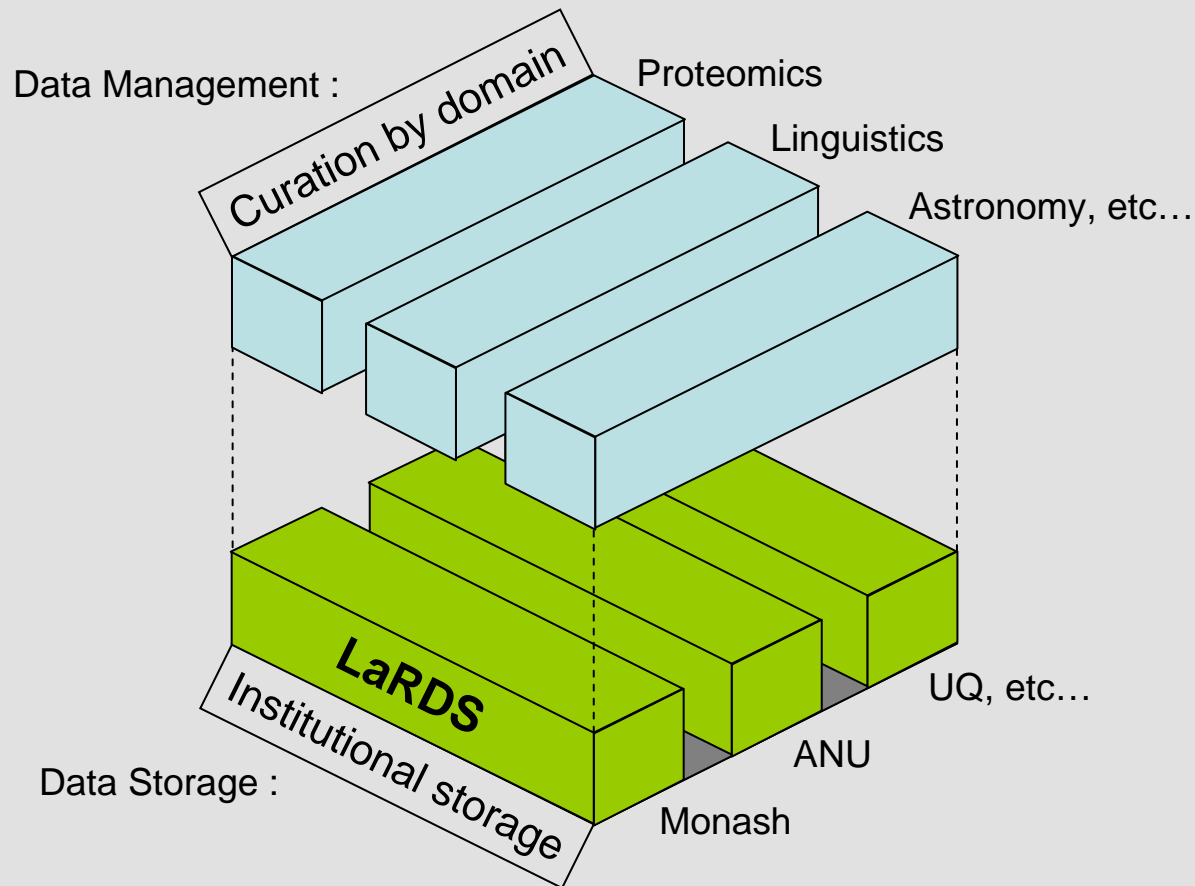 Data Management :
Curation by domain
Proteomics
Linguistics
Astronomy, etc…
LaRDS
Institutional storage
Data Storage :
UQ, etc…
ANU
Monash